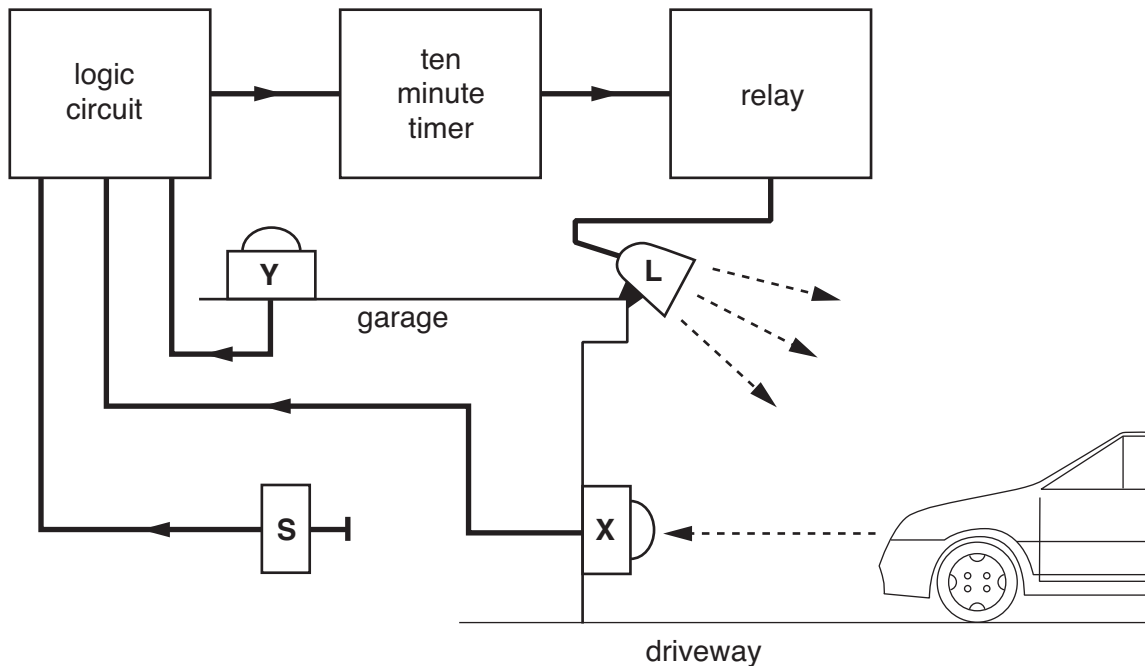 logic
circuit
ten
minute
timer
relay
Y
L
garage
S
X
driveway